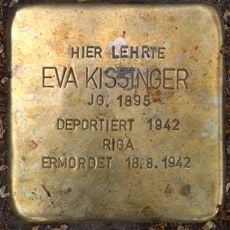 HIER LEHRTE
EVA KISSINGER
JG. 1895
DEPORTIERT 1942
RIGA
ERMORDET 18.8.1942